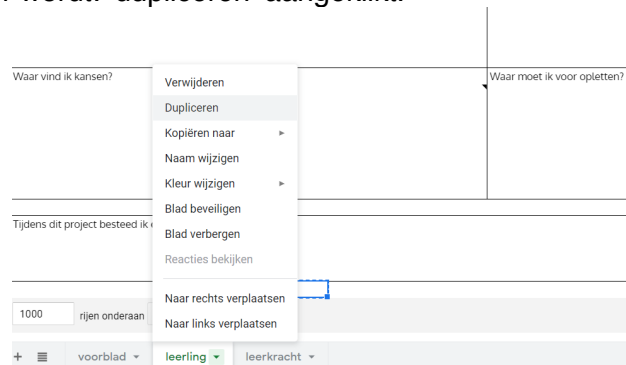 wordt 'dupliceren' aangeklikt.
Waar vind ik kansen?
Waar moet ik voor opletten?
Verwijderen
Dupliceren
Kopiëren naar
Naam wijzigen
Kleur wijzigen
Blad beveiligen
Tijdens dit project besteed ik
Blad verbergen
Reacties bekijken
Naar rechts verplaatsen
1000 rijen onderaan
Naar links verplaatsen
+ voorblad leerling leerkracht